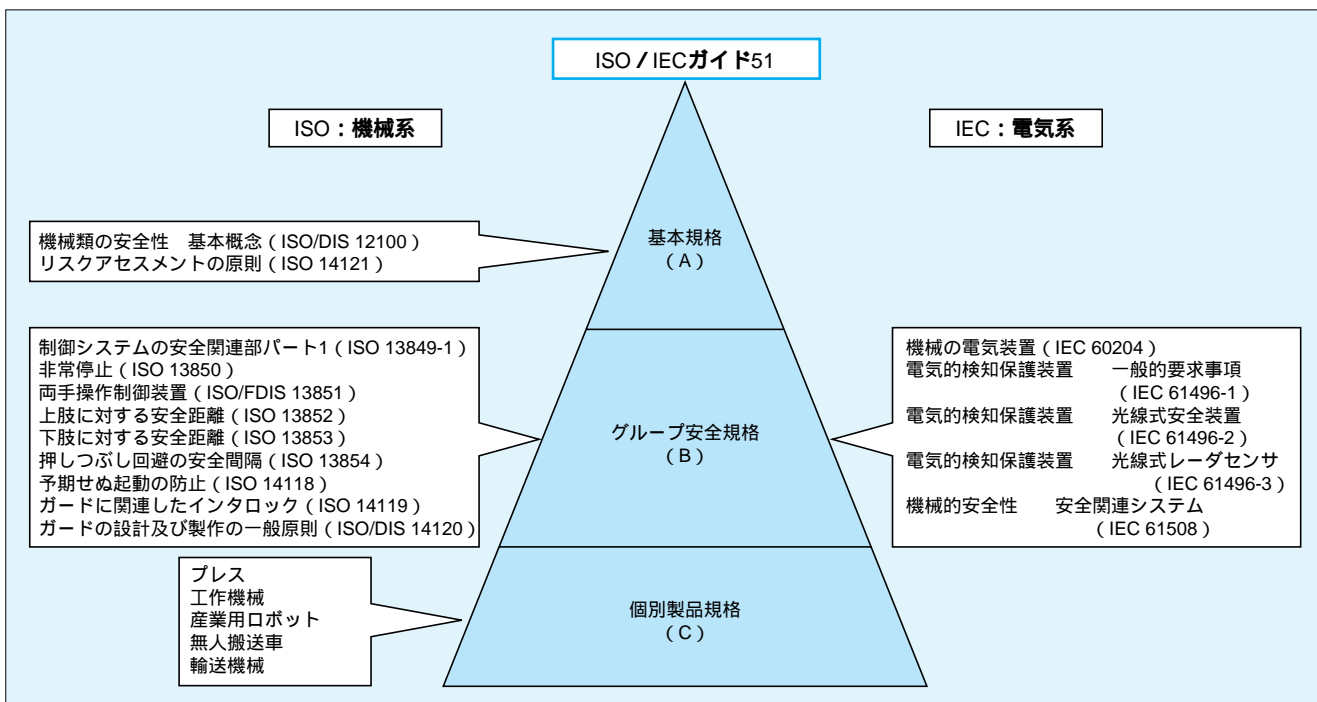 ISO/IECガイド51
ISO：機械系
IEC：電気系
機械類の安全性　基本概念（ISO/DIS 12100）
リスクアセスメントの原則（ISO 14121）
基本規格
（A）
制御システムの安全関連部パート1（ISO 13849-1）
非常停止（ISO 13850）
両手操作制御装置（ISO/FDIS 13851）
上肢に対する安全距離（ISO 13852）
下肢に対する安全距離（ISO 13853）
押しつぶし回避の安全間隔（ISO 13854）
予期せぬ起動の防止（ISO 14118）
ガードに関連したインタロック（ISO 14119）
ガードの設計及び製作の一般原則（ISO/DIS 14120）
グループ安全規格
（B）
機械の電気装置（IEC 60204）
電気的検知保護装置　一般的要求事項
（IEC 61496-1）
電気的検知保護装置　光線式安全装置
（IEC 61496-2）
電気的検知保護装置　光線式レーダセンサ
（IEC 61496-3）
機械的安全性　安全関連システム
（IEC 61508）
プレス
工作機械
産業用ロボット
無人搬送車
輸送機械
個別製品規格
（C）